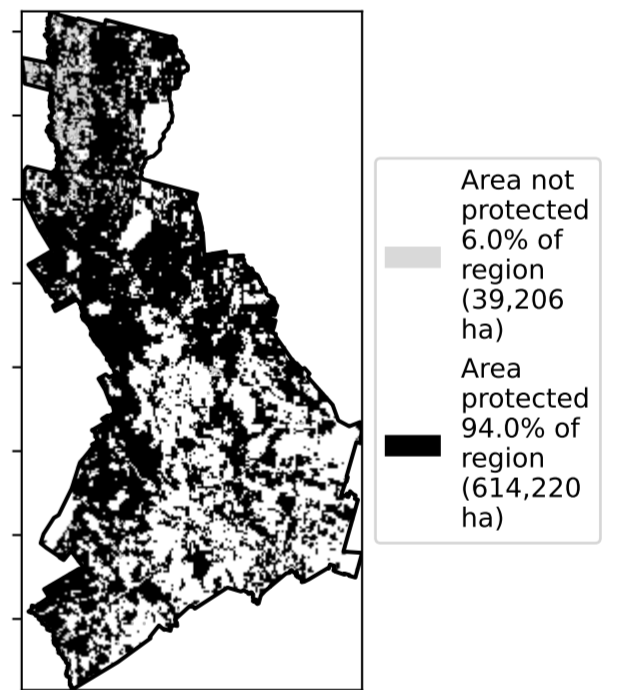 Area not
protected
6.0% of
region
(39,206
ha)
Area
protected
94.0% of
region
(614,220
ha)